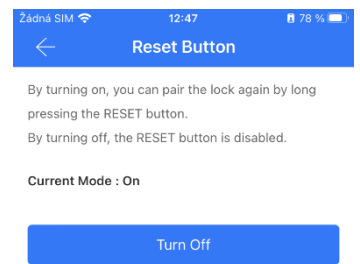 Žádná SIM 12:47 78 %
Reset Button
By turning on, you can pair the lock again by long
pressing the RESET button.
By turning off, the RESET button is disabled.
Current Mode : On
Turn Off